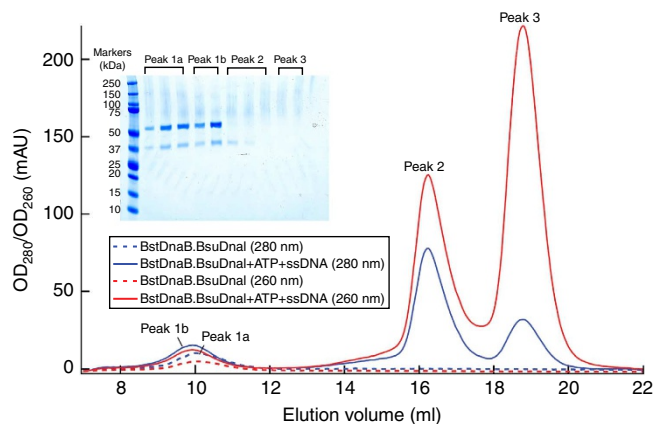 Peak 3
Markers
(kDa)
Peak 1a Peak 1b Peak 2 Peak 3
250
150
100
75
50
37
25
20
15
10
Peak 2
BstDnaB.BsuDnaI (280 nm)
BstDnaB.BsuDnaI+ATP+ssDNA (280 nm)
BstDnaB.BsuDnaI (260 nm)
BstDnaB.BsuDnaI+ATP+ssDNA (260 nm)
Peak 1b
Peak 1a
OD280/OD260 (mAU)
200
150
100
50
0
8 10 12 14 16 18 20 22
Elution volume (ml)